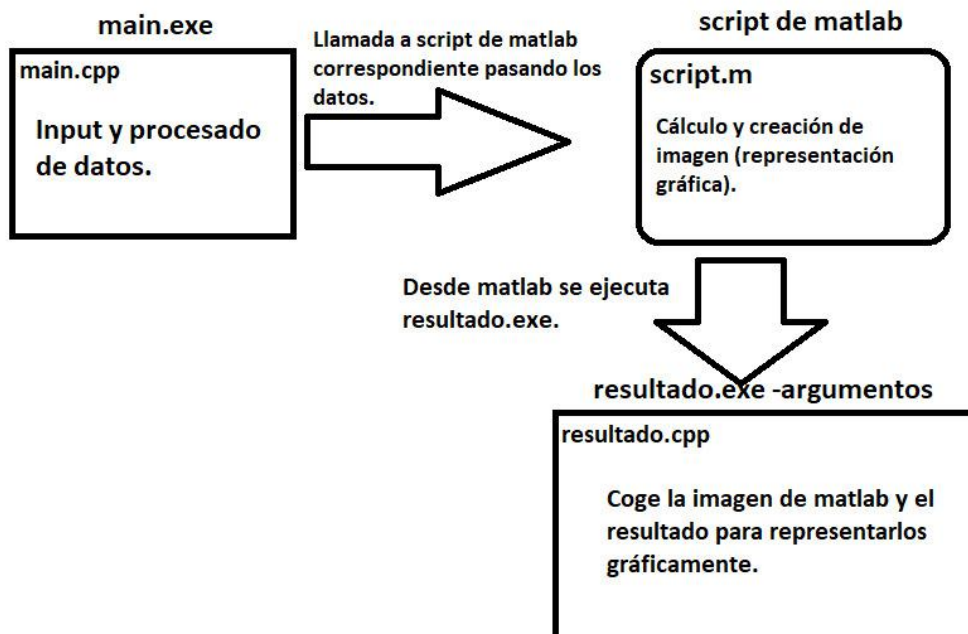 main.exe
main.cpp
Input y procesado
de datos.
Llamada a script de matlab
correspondiente pasando los
datos.
script de matlab
script.m
Cálculo y creación de
imagen (representación
gráfica).
Desde matlab se ejecuta
resultado.exe.
resultado.exe -argumentos
resultado.cpp
Coge la imagen de matlab y el
resultado para representarlos
gráficamente.